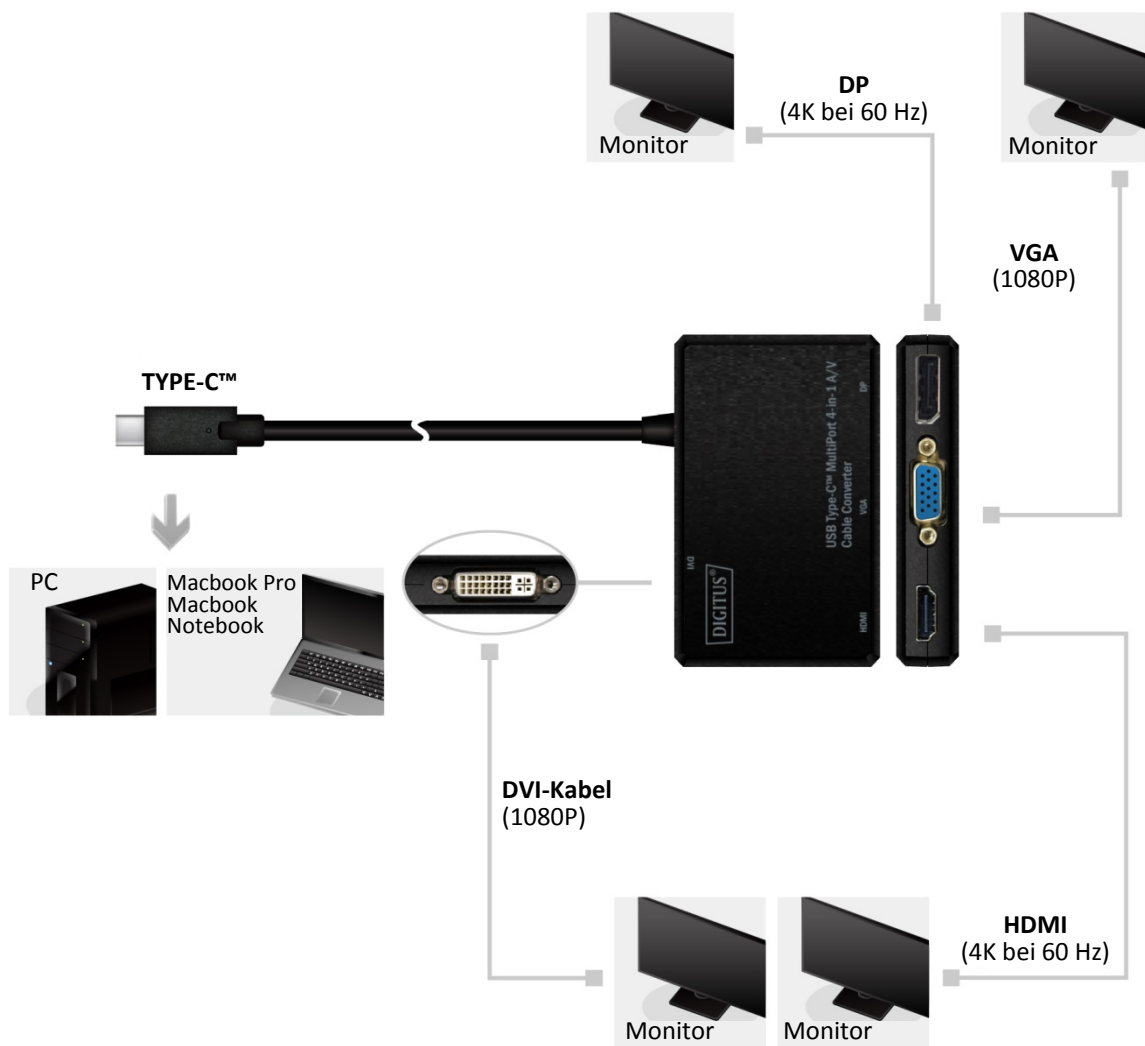 DP
(4K bei 60 Hz)
Monitor
Monitor
VGA
(1080P)
TYPE-C™
USB Type-C™ MultiPort 4-in-1 A/V
Cable Converter
DP
VGA
HDMI
DVI
DIGITUS®
PC
Macbook Pro
Macbook
Notebook
DVI-Kabel
(1080P)
HDMI
(4K bei 60 Hz)
Monitor
Monitor